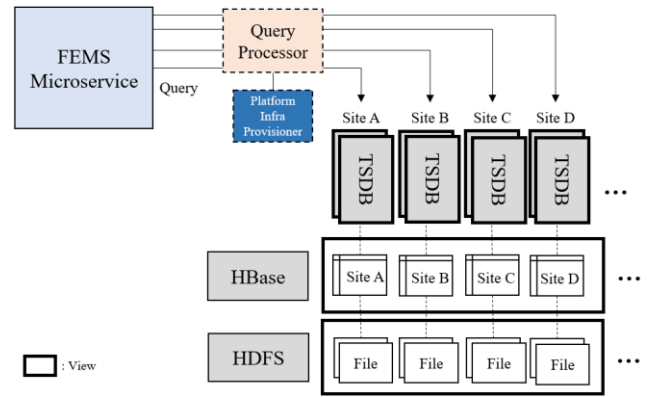 FEMS
Microservice
Query
Processor
Query
Platform
Infra
Provisioner
Site A
Site B
Site C
Site D
TSDB
TSDB
TSDB
TSDB
...
HBase
Site A
Site B
Site C
Site D
...
HDFS
File
File
File
File
...
: View